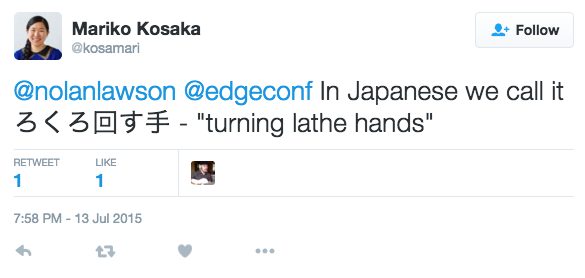 Mariko Kosaka
@kosamari
Follow
@nolanlawson @edgeconf In Japanese we call it
ろくろ回す手 - "turning lathe hands"
RETWEET LIKE
1 1
7:58 PM - 13 Jul 2015